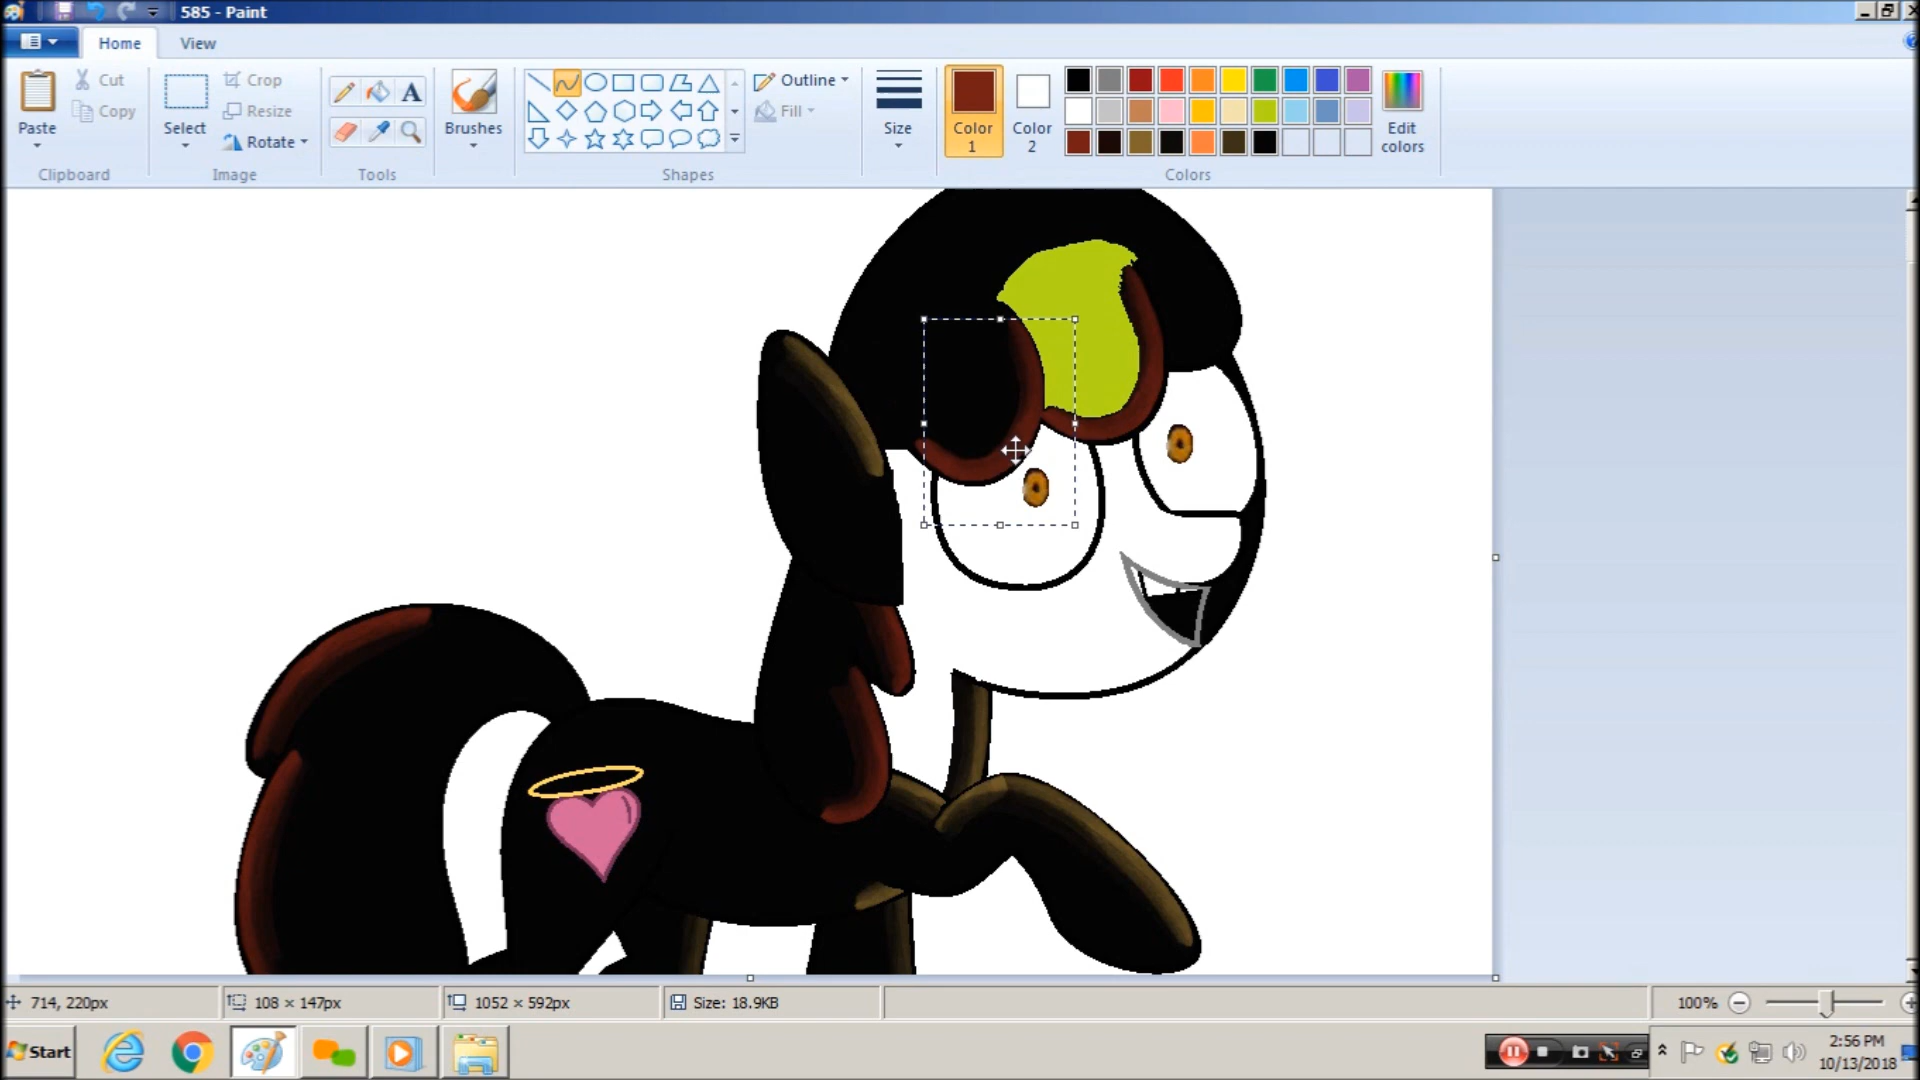 585 - Paint
Home View
Paste
Cut
Copy
Clipboard
Select
Crop
Resize
Rotate
Image
A
Tools
Brushes
Shapes
Outline
Fill
Size
Color
1
Color
2
Edit
colors
Colors
714, 220px
108 × 147px
1052 × 592px
Size: 18.9KB
100%
Start
2:56 PM
10/13/2018